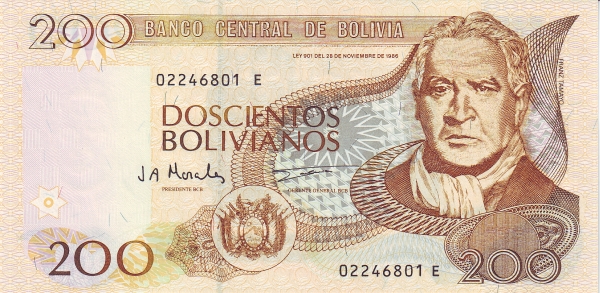 200 BANCO CENTRAL DE BOLIVIA
LEY 901 DEL 28 DE NOVIEMBRE DE 1986
02246801 E
FRANZ TAMAYO
DOSCIENTOS
BOLIVIANOS
J A Morales
PRESIDENTE BCB
GERENTE GENERAL BCB
200
02246801 E
200